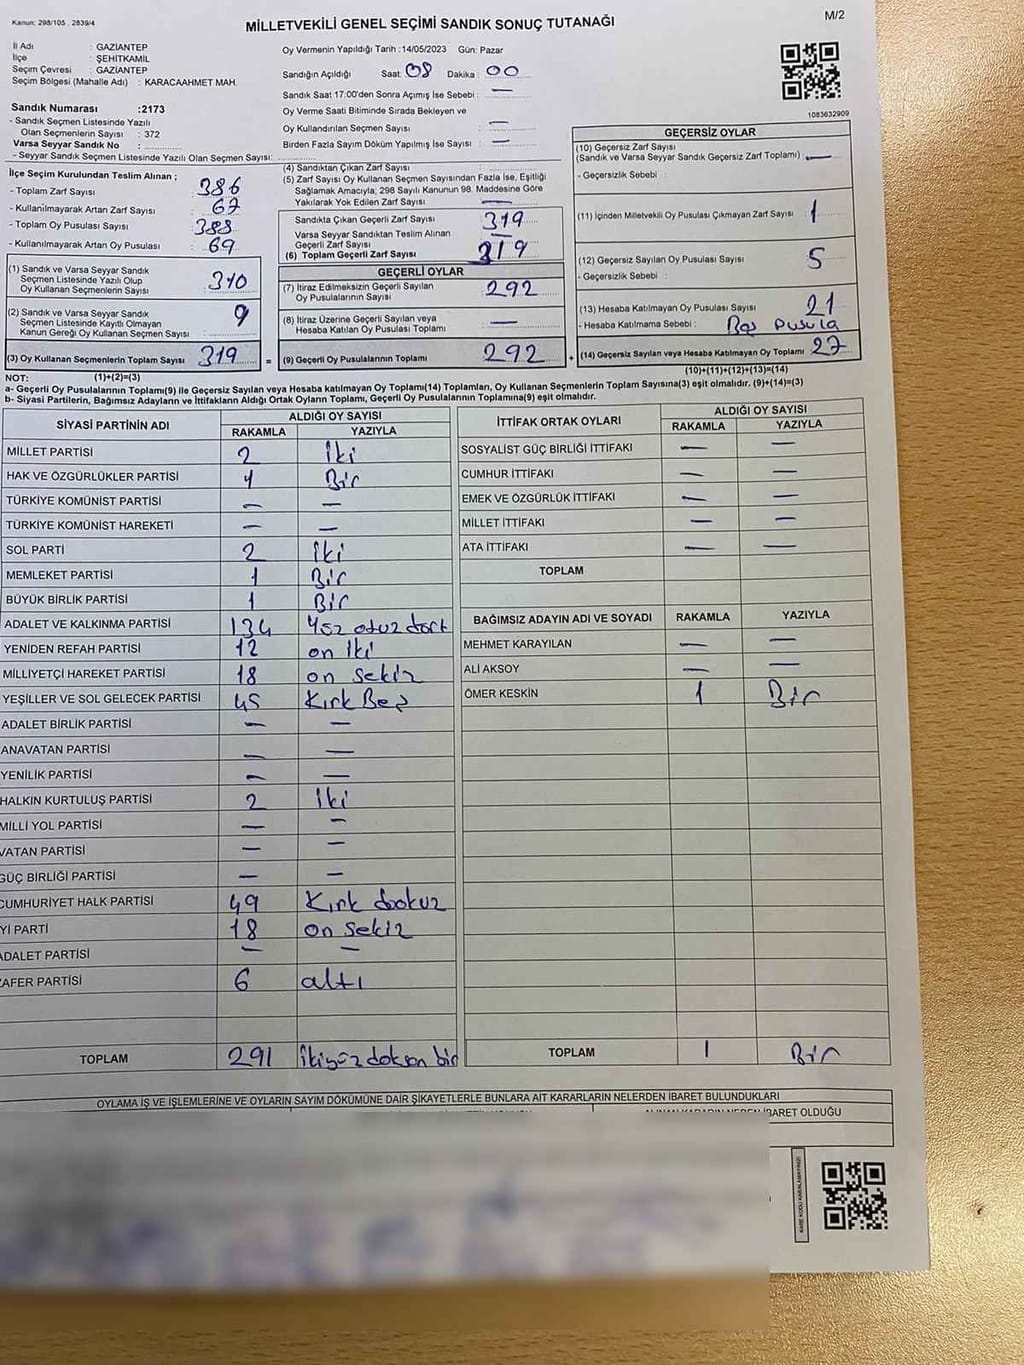 Kanun: 298/105 , 2839/4
MİLLETVEKİLİ GENEL SEÇİMİ SANDIK SONUÇ TUTANAĞI
M/2
İl Adı : GAZİANTEP
İlçe : ŞEHİTKAMİL
Seçim Çevresi : GAZİANTEP
Seçim Bölgesi (Mahalle Adı) : KARACAAHMET MAH.
Sandık Numarası :2173
- Sandık Seçmen Listesinde Yazılı
Olan Seçmenlerin Sayısı : 372
Varsa Seyyar Sandık No :
- Seyyar Sandık Seçmen Listesinde Yazılı Olan Seçmen Sayısı:
Oy Vermenin Yapıldığı Tarih :14/05/2023 Gün: Pazar
Sandığın Açıldığı Saat: 08 Dakika : 00
Sandık Saat 17:00'den Sonra Açımış İse Sebebi : —
Oy Verme Saati Bitiminde Sırada Bekleyen ve
Oy Kullandırılan Seçmen Sayısı —
Birden Fazla Sayım Döküm Yapılmış İse Sayısı : —
1083632909
İlçe Seçim Kurulundan Teslim Alınan ;
- Toplam Zarf Sayısı 386
- Kullanılmayarak Artan Zarf Sayısı 67
- Toplam Oy Pusulası Sayısı 388
- Kullanılmayarak Artan Oy Pusulası 69
(1) Sandık ve Varsa Seyyar Sandık
Seçmen Listesinde Yazılı Olup
Oy Kullanan Seçmenlerin Sayısı 310
(2) Sandık ve Varsa Seyyar Sandık
Seçmen Listesinde Kayıtlı Olmayan
Kanun Gereği Oy Kullanan Seçmen Sayısı 9
(3) Oy Kullanan Seçmenlerin Toplam Sayısı 319 =
(4) Sandıktan Çıkan Zarf Sayısı
(5) Zarf Sayısı Oy Kullanan Seçmen Sayısından Fazla İse, Eşitliği
Sağlamak Amacıyla; 298 Sayılı Kanunun 98. Maddesine Göre
Yakılarak Yok Edilen Zarf Sayısı —
Sandıkta Çıkan Geçerli Zarf Sayısı 319
Varsa Seyyar Sandıktan Teslim Alınan
Geçerli Zarf Sayısı —
(6) Toplam Geçerli Zarf Sayısı 319
GEÇERLİ OYLAR
(7) İtiraz Edilmeksizin Geçerli Sayılan
Oy Pusulalarının Sayısı 292
(8) İtiraz Üzerine Geçerli Sayılan veya
Hesaba Katılan Oy Pusulası Toplamı —
(9) Geçerli Oy Pusulalarının Toplamı 292 +
GEÇERSİZ OYLAR
(10) Geçersiz Zarf Sayısı
(Sandık ve Varsa Seyyar Sandık Geçersiz Zarf Toplamı) —
- Geçersizlik Sebebi :
(11) İçinden Milletvekili Oy Pusulası Çıkmayan Zarf Sayısı 1
(12) Geçersiz Sayılan Oy Pusulası Sayısı 5
- Geçersizlik Sebebi :
(13) Hesaba Katılmayan Oy Pusulası Sayısı 21
- Hesaba Katılmama Sebebi : Boş pusula
(14) Geçersiz Sayılan veya Hesaba Katılmayan Oy Toplamı 27
NOT: (1)+(2)=(3) (10)+(11)+(12)+(13)=(14)
a- Geçerli Oy Pusulalarının Toplamı(9) ile Geçersiz Sayılan veya Hesaba katılmayan Oy Toplamı(14) Toplamları, Oy Kullanan Seçmenlerin Toplam Sayısına(3) eşit olmalıdır. (9)+(14)=(3)
b- Siyasi Partilerin, Bağımsız Adayların ve İttifakların Aldığı Oyların Toplamı, Geçerli Oy Pusulalarının Toplamına(9) eşit olmalıdır.
SİYASİ PARTİNİN ADI ALDIĞI OY SAYISI
RAKAMLA YAZIYLA
MİLLET PARTİSİ 2 İki
HAK VE ÖZGÜRLÜKLER PARTİSİ 1 Bir
TÜRKİYE KOMÜNİST PARTİSİ — —
TÜRKİYE KOMÜNİST HAREKETİ — —
SOL PARTİ 2 iki
MEMLEKET PARTİSİ 1 Bir
BÜYÜK BİRLİK PARTİSİ 1 Bir
ADALET VE KALKINMA PARTİSİ 134 Yüz otuz dört
YENİDEN REFAH PARTİSİ 12 on iki
MİLLİYETÇİ HAREKET PARTİSİ 18 on sekiz
YEŞİLLER VE SOL GELECEK PARTİSİ 45 Kırk Beş
ADALET BİRLİK PARTİSİ — —
ANAVATAN PARTİSİ — —
YENİLİK PARTİSİ — —
HALKIN KURTULUŞ PARTİSİ 2 İki
MİLLİ YOL PARTİSİ — —
VATAN PARTİSİ — —
GÜÇ BİRLİĞİ PARTİSİ — —
CUMHURİYET HALK PARTİSİ 49 Kırk dokuz
Yİ PARTİ 18 on sekiz
ADALET PARTİSİ — —
ZAFER PARTİSİ 6 altı
TOPLAM 291 İkiyüz doksan bir
İTTİFAK ORTAK OYLARI ALDIĞI OY SAYISI
RAKAMLA YAZIYLA
SOSYALİST GÜÇ BİRLİĞİ İTTİFAKI — —
CUMHUR İTTİFAKI — —
EMEK VE ÖZGÜRLÜK İTTİFAKI — —
MİLLET İTTİFAKI — —
ATA İTTİFAKI — —
TOPLAM
BAĞIMSIZ ADAYIN ADI VE SOYADI RAKAMLA YAZIYLA
MEHMET KARAYILAN — —
ALİ AKSOY — —
ÖMER KESKİN 1 Bir
TOPLAM 1 Bir
OYLAMA İŞ VE İŞLEMLERİNE VE OYLARIN SAYIM DÖKÜMÜNE DAİR ŞİKAYETLERLE BUNLARA AİT KARARLARIN NELERDEN İBARET BULUNDUKLARI
İBARET OLDUĞU
KARE KODU KARALAMAYINIZ!